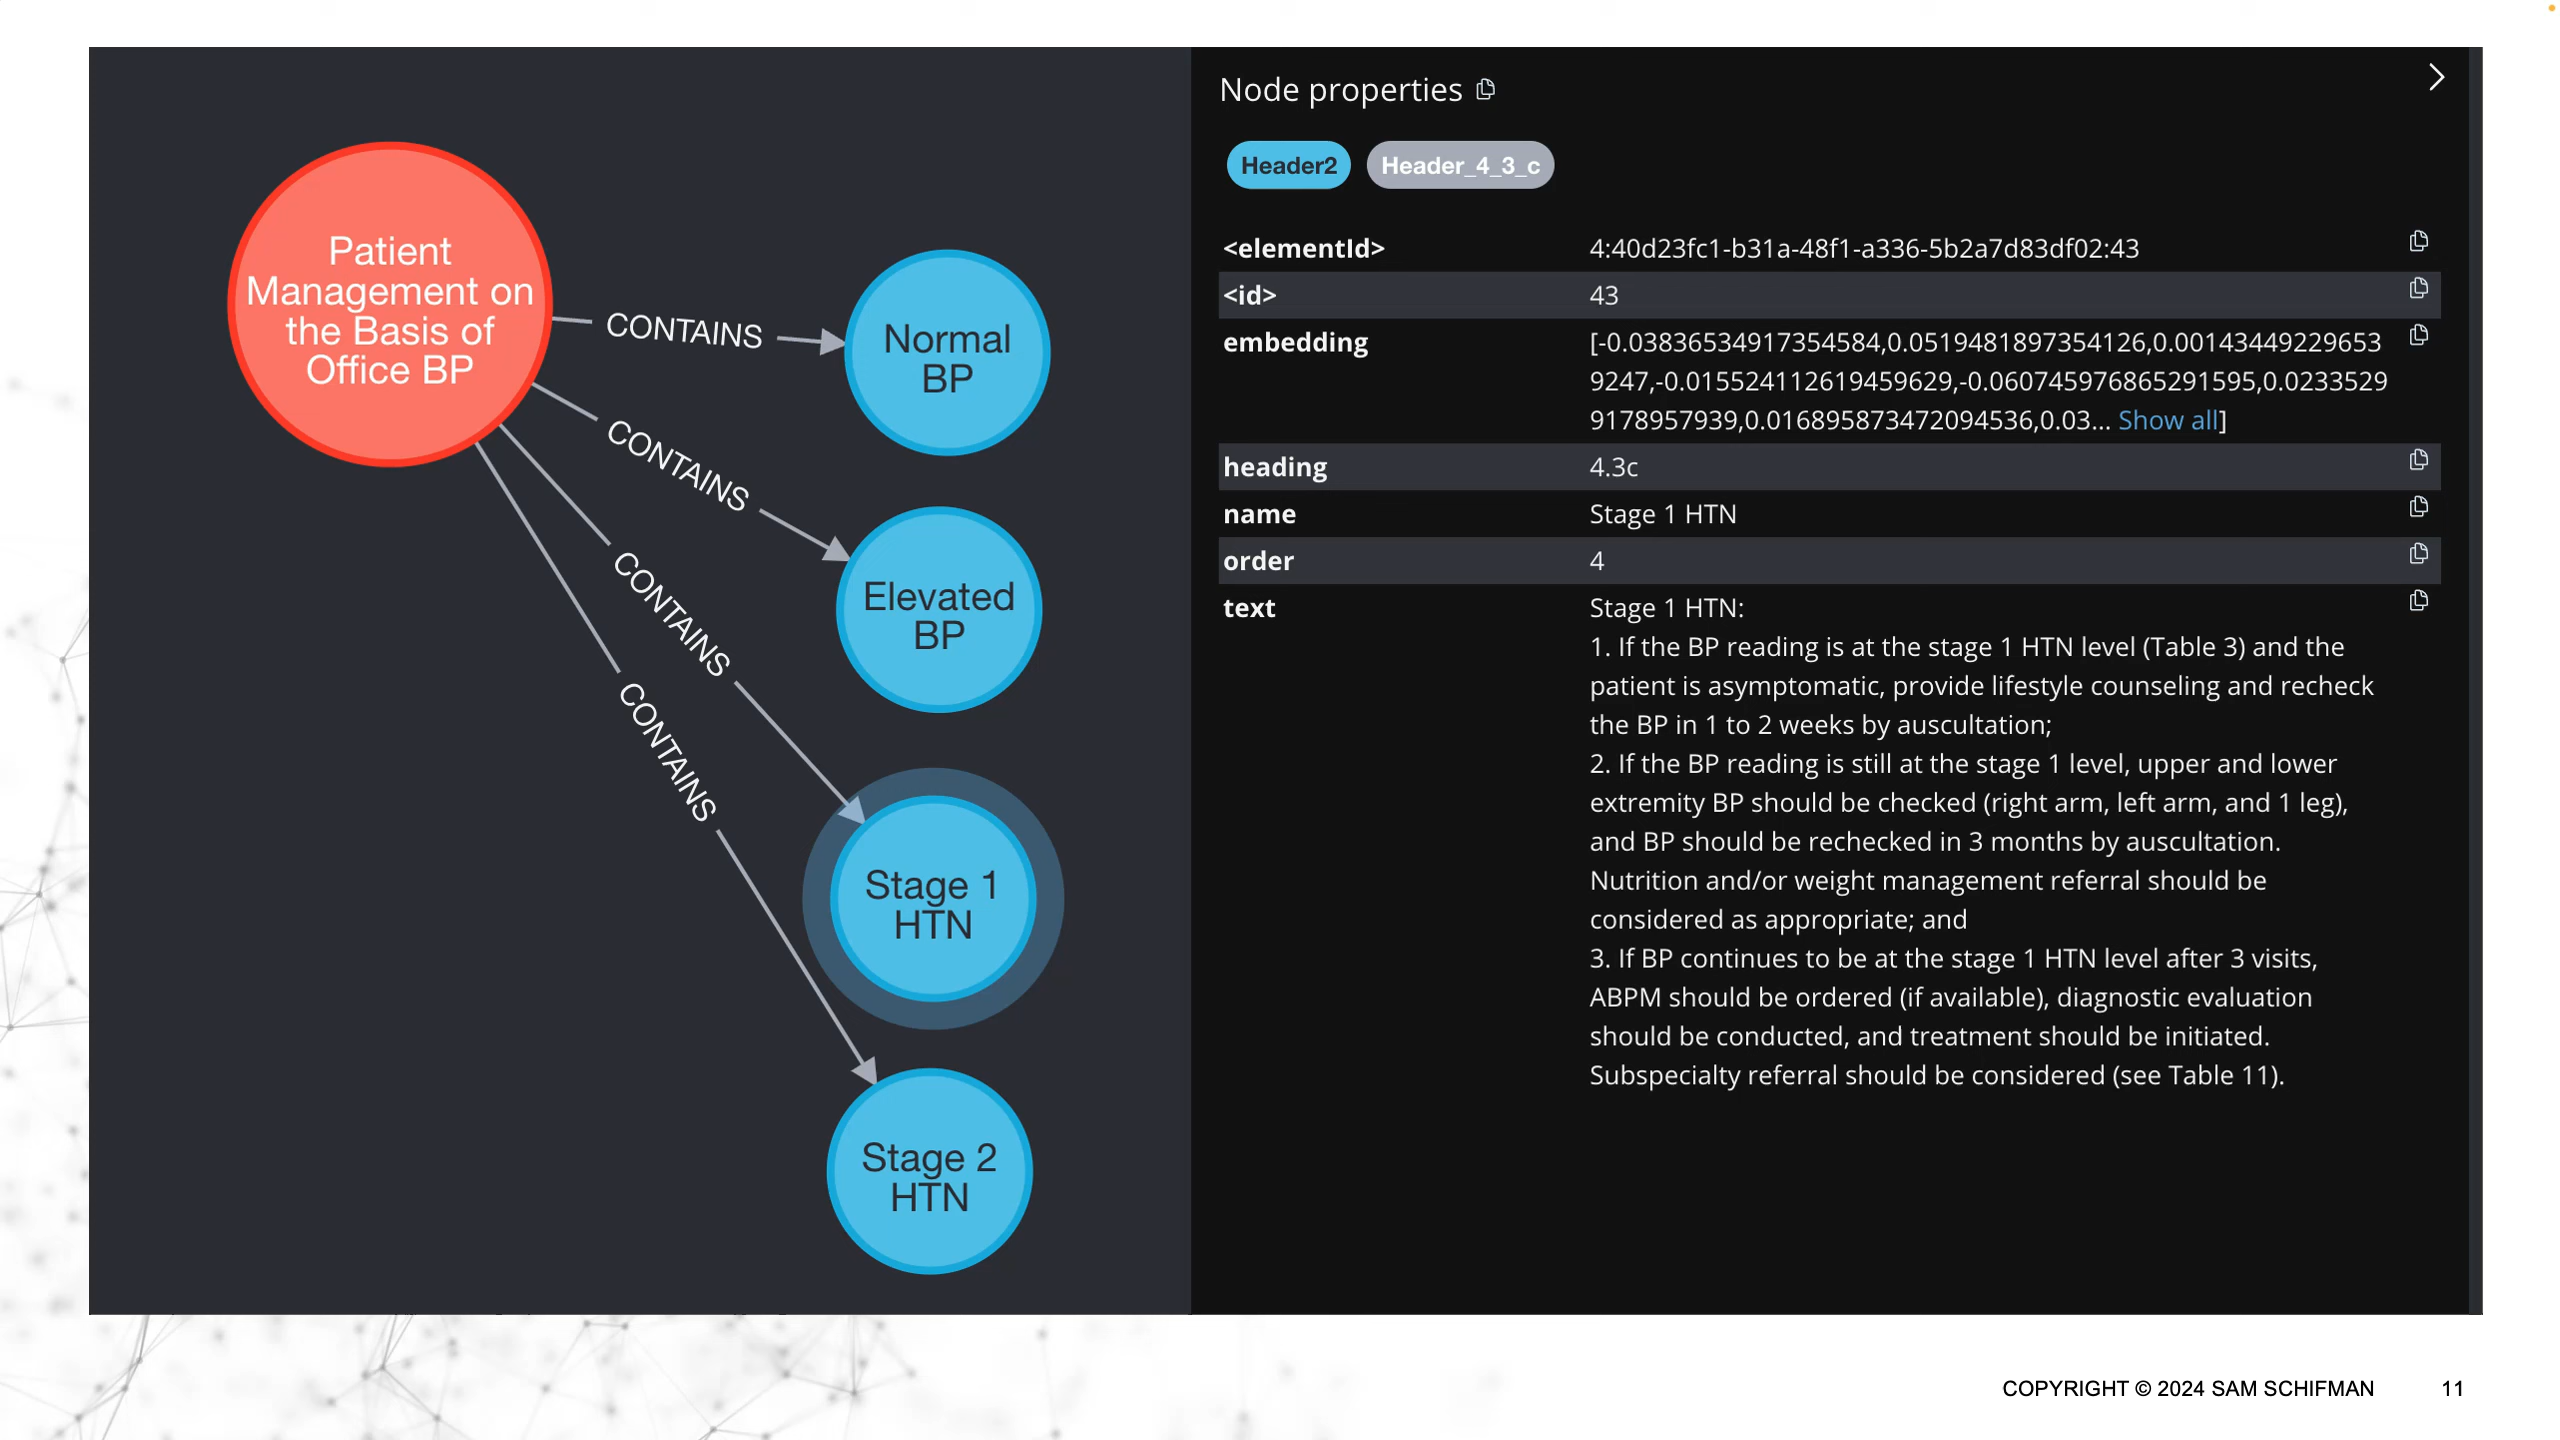 Patient
Management on
the Basis of
Office BP
CONTAINS
Normal
BP
CONTAINS
Elevated
BP
CONTAINS
Stage 1
HTN
CONTAINS
Stage 2
HTN
Node properties
Header2 Header_4_3_c
<elementId> 4:40d23fc1-b31a-48f1-a336-5b2a7d83df02:43
<id> 43
embedding [-0.03836534917354584,0.0519481897354126,0.00143449229653
9247,-0.015524112619459629,-0.060745976865291595,0.0233529
9178957939,0.016895873472094536,0.03... Show all]
heading 4.3c
name Stage 1 HTN
order 4
text Stage 1 HTN:
1. If the BP reading is at the stage 1 HTN level (Table 3) and the
patient is asymptomatic, provide lifestyle counseling and recheck
the BP in 1 to 2 weeks by auscultation;
2. If the BP reading is still at the stage 1 level, upper and lower
extremity BP should be checked (right arm, left arm, and 1 leg),
and BP should be rechecked in 3 months by auscultation.
Nutrition and/or weight management referral should be
considered as appropriate; and
3. If BP continues to be at the stage 1 HTN level after 3 visits,
ABPM should be ordered (if available), diagnostic evaluation
should be conducted, and treatment should be initiated.
Subspecialty referral should be considered (see Table 11).
COPYRIGHT © 2024 SAM SCHIFMAN 11